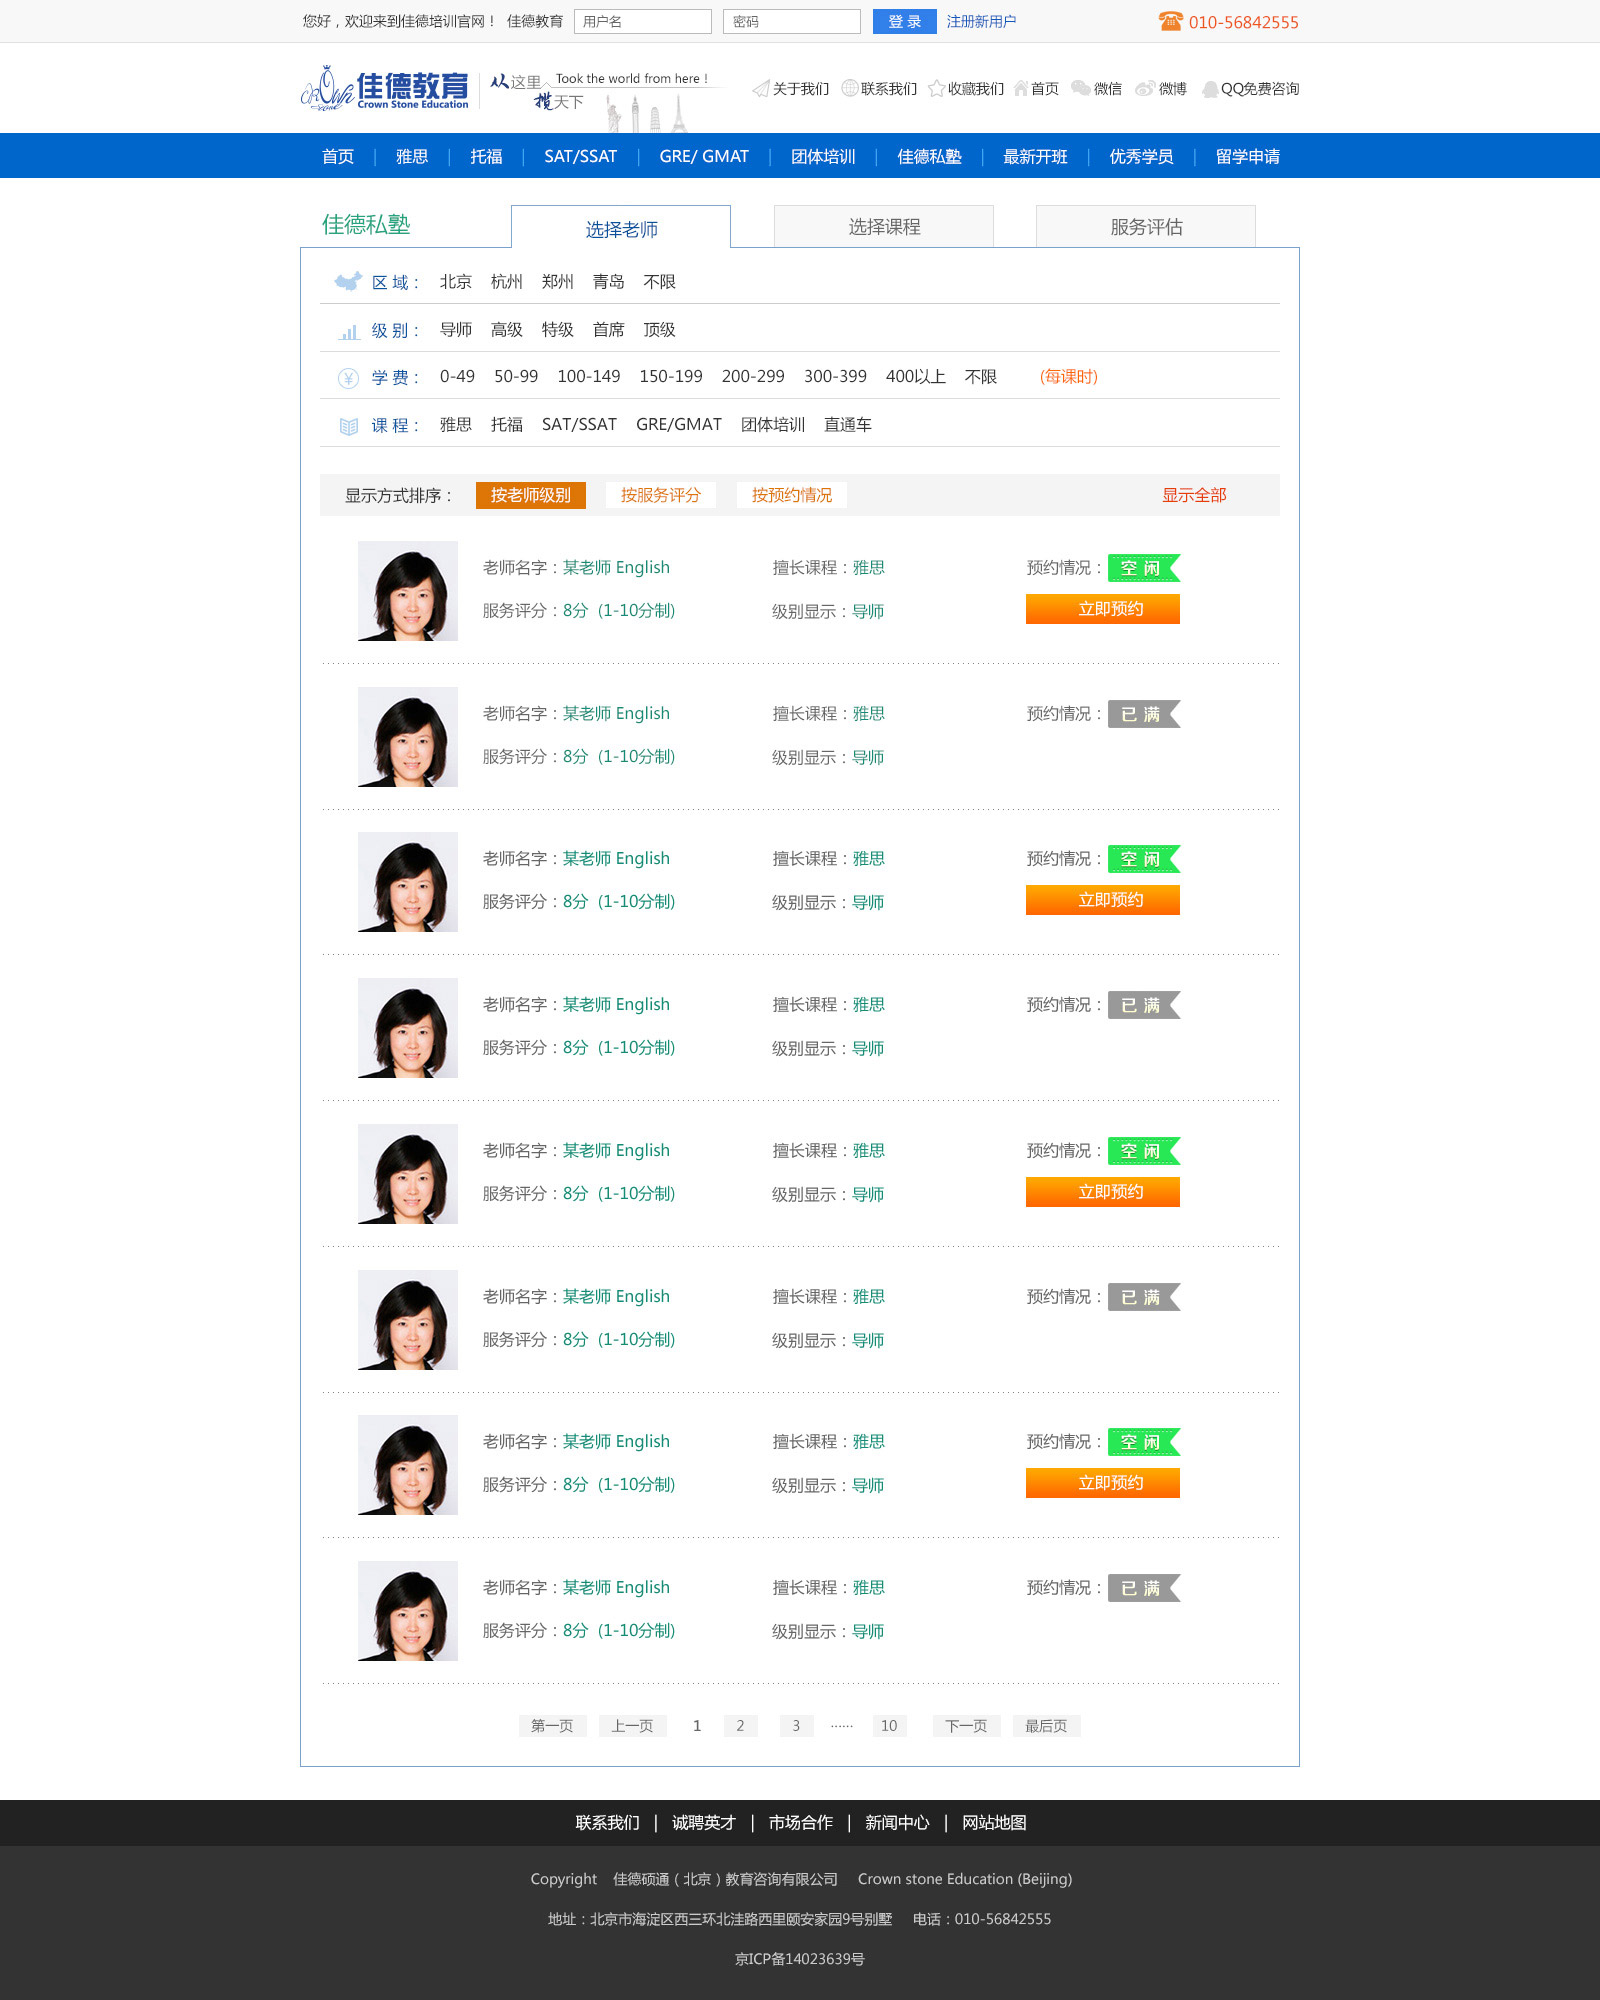 您好，欢迎来到佳德培训官网！ 佳德教育 用户名 密码 登 录 注册新用户 010-56842555
佳德教育 Crown Stone Education 从这里 揽天下 Took the world from here！ 关于我们 联系我们 收藏我们 首页 微信 微博 QQ免费咨询
首页 | 雅思 | 托福 | SAT/SSAT | GRE/ GMAT | 团体培训 | 佳德私塾 | 最新开班 | 优秀学员 | 留学申请
佳德私塾 选择老师 选择课程 服务评估
区 域： 北京 杭州 郑州 青岛 不限
级 别： 导师 高级 特级 首席 顶级
学 费： 0-49 50-99 100-149 150-199 200-299 300-399 400以上 不限 (每课时)
课 程： 雅思 托福 SAT/SSAT GRE/GMAT 团体培训 直通车
显示方式排序： 按老师级别 按服务评分 按预约情况 显示全部
老师名字：某老师 English 擅长课程：雅思 预约情况： 空 闲
服务评分：8分 (1-10分制) 级别显示：导师 立即预约
老师名字：某老师 English 擅长课程：雅思 预约情况： 已 满
服务评分：8分 (1-10分制) 级别显示：导师
老师名字：某老师 English 擅长课程：雅思 预约情况： 空 闲
服务评分：8分 (1-10分制) 级别显示：导师 立即预约
老师名字：某老师 English 擅长课程：雅思 预约情况： 已 满
服务评分：8分 (1-10分制) 级别显示：导师
老师名字：某老师 English 擅长课程：雅思 预约情况： 空 闲
服务评分：8分 (1-10分制) 级别显示：导师 立即预约
老师名字：某老师 English 擅长课程：雅思 预约情况： 已 满
服务评分：8分 (1-10分制) 级别显示：导师
老师名字：某老师 English 擅长课程：雅思 预约情况： 空 闲
服务评分：8分 (1-10分制) 级别显示：导师 立即预约
老师名字：某老师 English 擅长课程：雅思 预约情况： 已 满
服务评分：8分 (1-10分制) 级别显示：导师
第一页 上一页 1 2 3 ...... 10 下一页 最后页
联系我们 | 诚聘英才 | 市场合作 | 新闻中心 | 网站地图
Copyright 佳德硕通（北京）教育咨询有限公司 Crown stone Education (Beijing)
地址：北京市海淀区西三环北洼路西里颐安家园9号别墅 电话：010-56842555
京ICP备14023639号